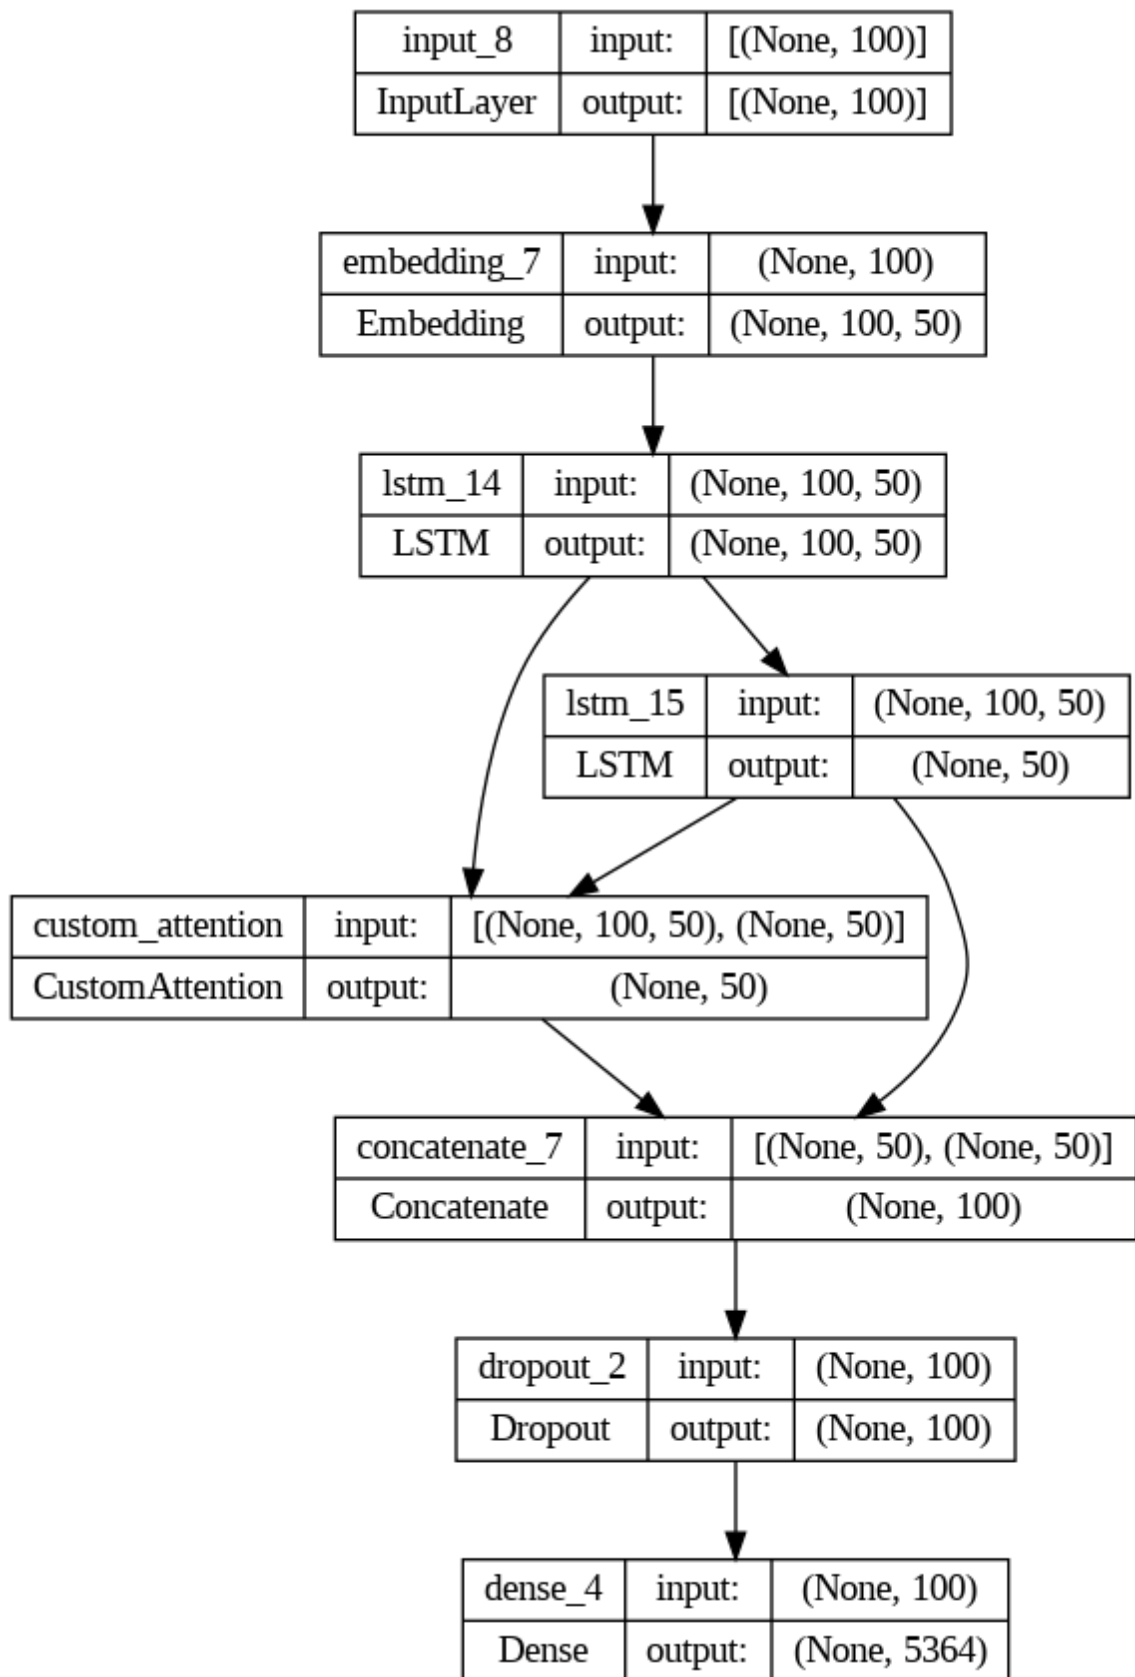 input_8 input: [(None, 100)]
InputLayer output: [(None, 100)]
embedding_7 input: (None, 100)
Embedding output: (None, 100, 50)
lstm_14 input: (None, 100, 50)
LSTM output: (None, 100, 50)
lstm_15 input: (None, 100, 50)
LSTM output: (None, 50)
custom_attention input: [(None, 100, 50), (None, 50)]
CustomAttention output: (None, 50)
concatenate_7 input: [(None, 50), (None, 50)]
Concatenate output: (None, 100)
dropout_2 input: (None, 100)
Dropout output: (None, 100)
dense_4 input: (None, 100)
Dense output: (None, 5364)